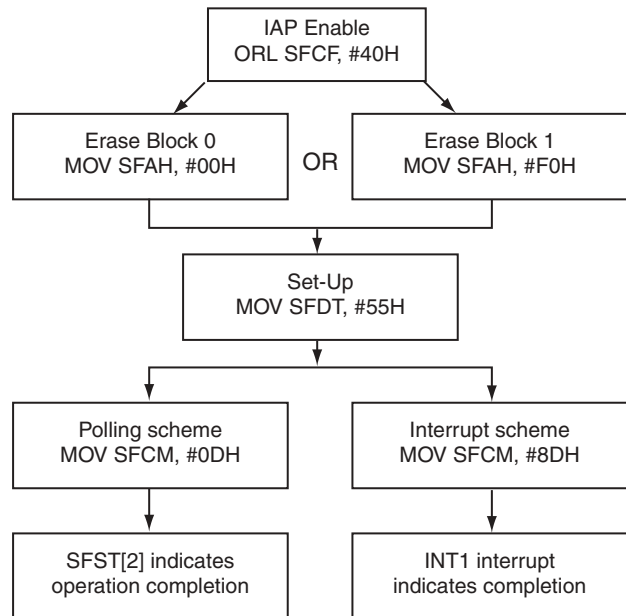 IAP Enable
ORL SFCF, #40H
Erase Block 0
MOV SFAH, #00H
OR
Erase Block 1
MOV SFAH, #F0H
Set-Up
MOV SFDT, #55H
Polling scheme
MOV SFCM, #0DH
Interrupt scheme
MOV SFCM, #8DH
SFST[2] indicates
operation completion
INT1 interrupt
indicates completion